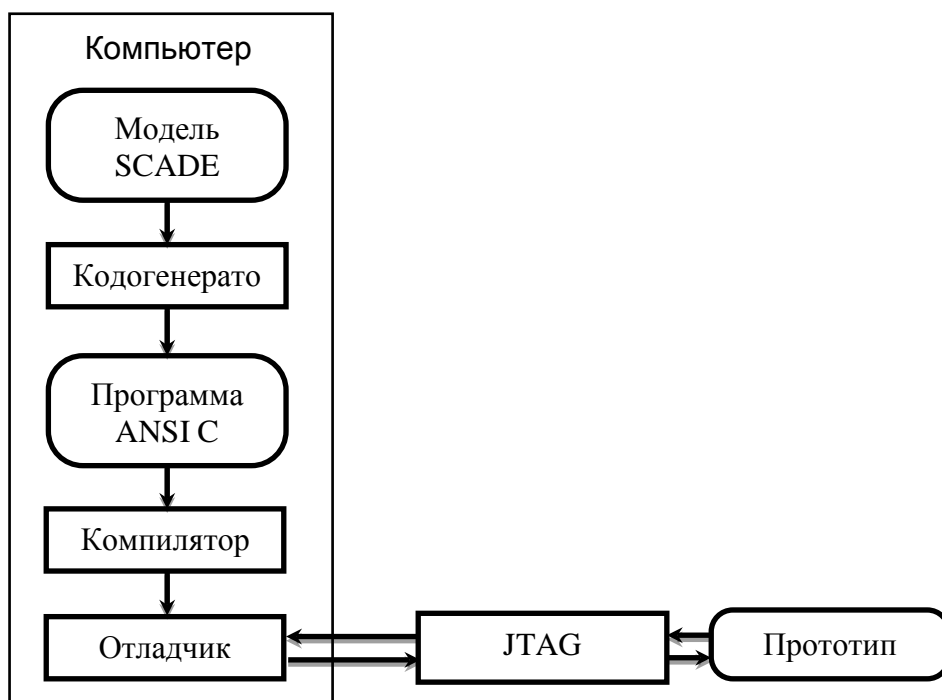 Компьютер
Модель
SCADE
Кодогенерато
Программа
ANSI C
Компилятор
Отладчик
JTAG
Прототип